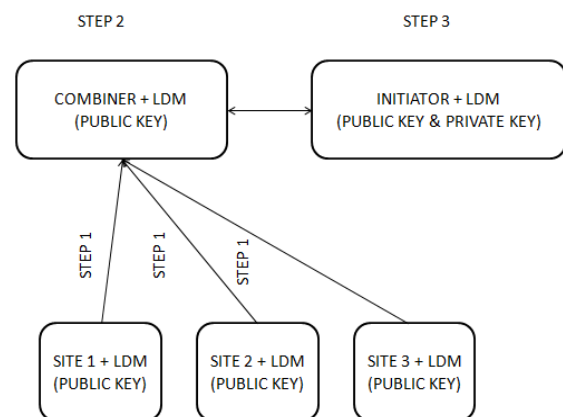 STEP 2
STEP 3
COMBINER + LDM
(PUBLIC KEY)
INITIATOR + LDM
(PUBLIC KEY & PRIVATE KEY)
STEP 1
STEP 1
STEP 1
SITE 1 + LDM
(PUBLIC KEY)
SITE 2 + LDM
(PUBLIC KEY)
SITE 3 + LDM
(PUBLIC KEY)